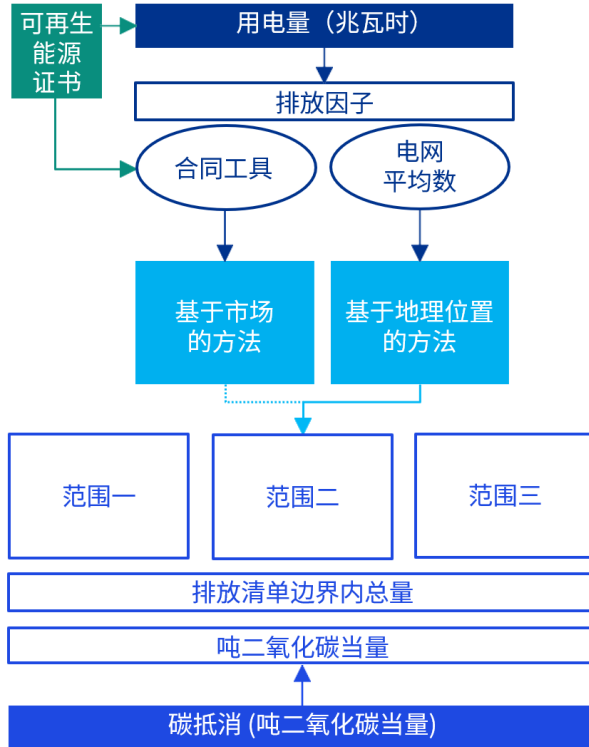 可再生
能源
证书
用电量（兆瓦时）
排放因子
合同工具
电网
平均数
基于市场
的方法
基于地理位置
的方法
范围一
范围二
范围三
排放清单边界内总量
吨二氧化碳当量
碳抵消 (吨二氧化碳当量)